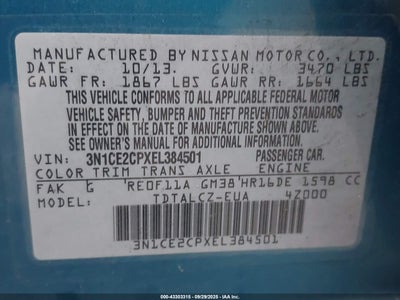 MANUFACTURED BY NISSAN MOTOR CO., LTD.
DATE: 10/13. GVWR: 3470 LBS
GAWR FR: 1867 LBS GAWR RR: 1664 LBS
THIS VEHICLE CONFORMS TO ALL APPLICABLE FEDERAL MOTOR
VEHICLE SAFETY, BUMPER, AND THEFT PREVENTION
STANDARDS IN EFFECT ON THE DATE OF MANUFACTURE SHOWN ABOVE.
SEE OWNER'S MANUAL FOR ADDITIONAL INFORMATION
VIN: 3N1CE2CPXEL384501 PASSENGER CAR.
COLOR TRIM TRANS AXLE ENGINE
FAK G RE0F11A GM38 HR16DE 1598 CC
MODEL: TDTALCZ-EUA 4Z000
3N1CE2CPXEL384501
000-43303315 - 09/29/2025 - IAA Inc.